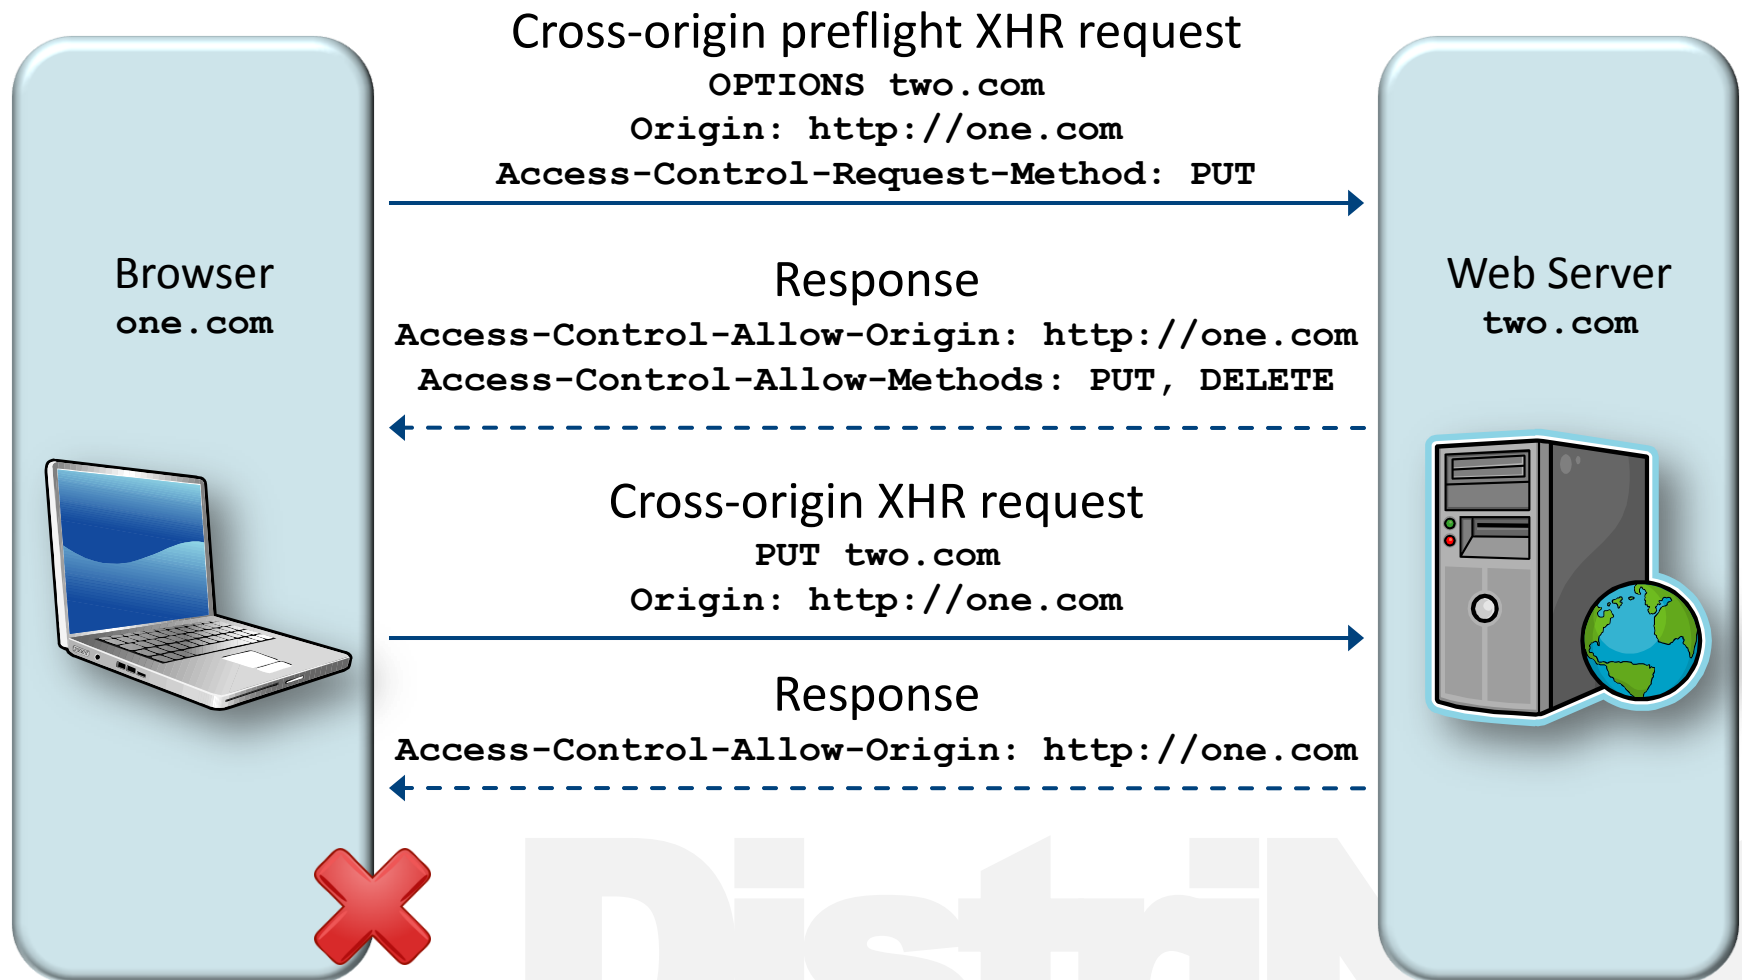 Cross-origin preflight XHR request
OPTIONS two.com
Origin: http://one.com
Access-Control-Request-Method: PUT
Browser
one.com
Response
Access-Control-Allow-Origin: http://one.com
Access-Control-Allow-Methods: PUT, DELETE
Web Server
two.com
Cross-origin XHR request
PUT two.com
Origin: http://one.com
Response
Access-Control-Allow-Origin: http://one.com
DistriN